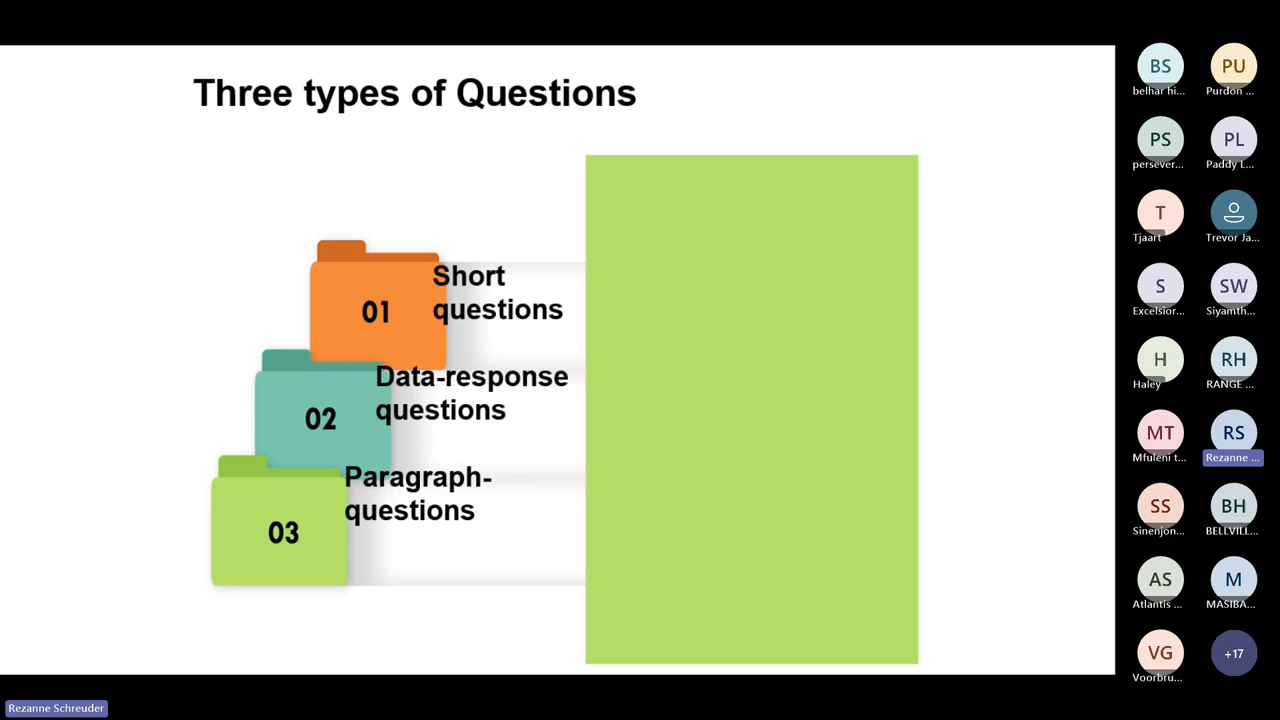 Three types of Questions
01
Short
questions
02
Data-response
questions
03
Paragraph-
questions
BS
belhar hi...
PU
Purdon ...
PS
persever...
PL
Paddy L...
T
Tjaart
Trevor Ja...
S
Excelsior...
SW
Siyamth...
H
Haley
RH
RANGE ...
MT
Mfuleni t...
RS
Rezanne ...
SS
Sinenjon...
BH
BELLVILL...
AS
Atlantis ...
M
MASIBA...
VG
Voorbru...
+17
Rezanne Schreuder